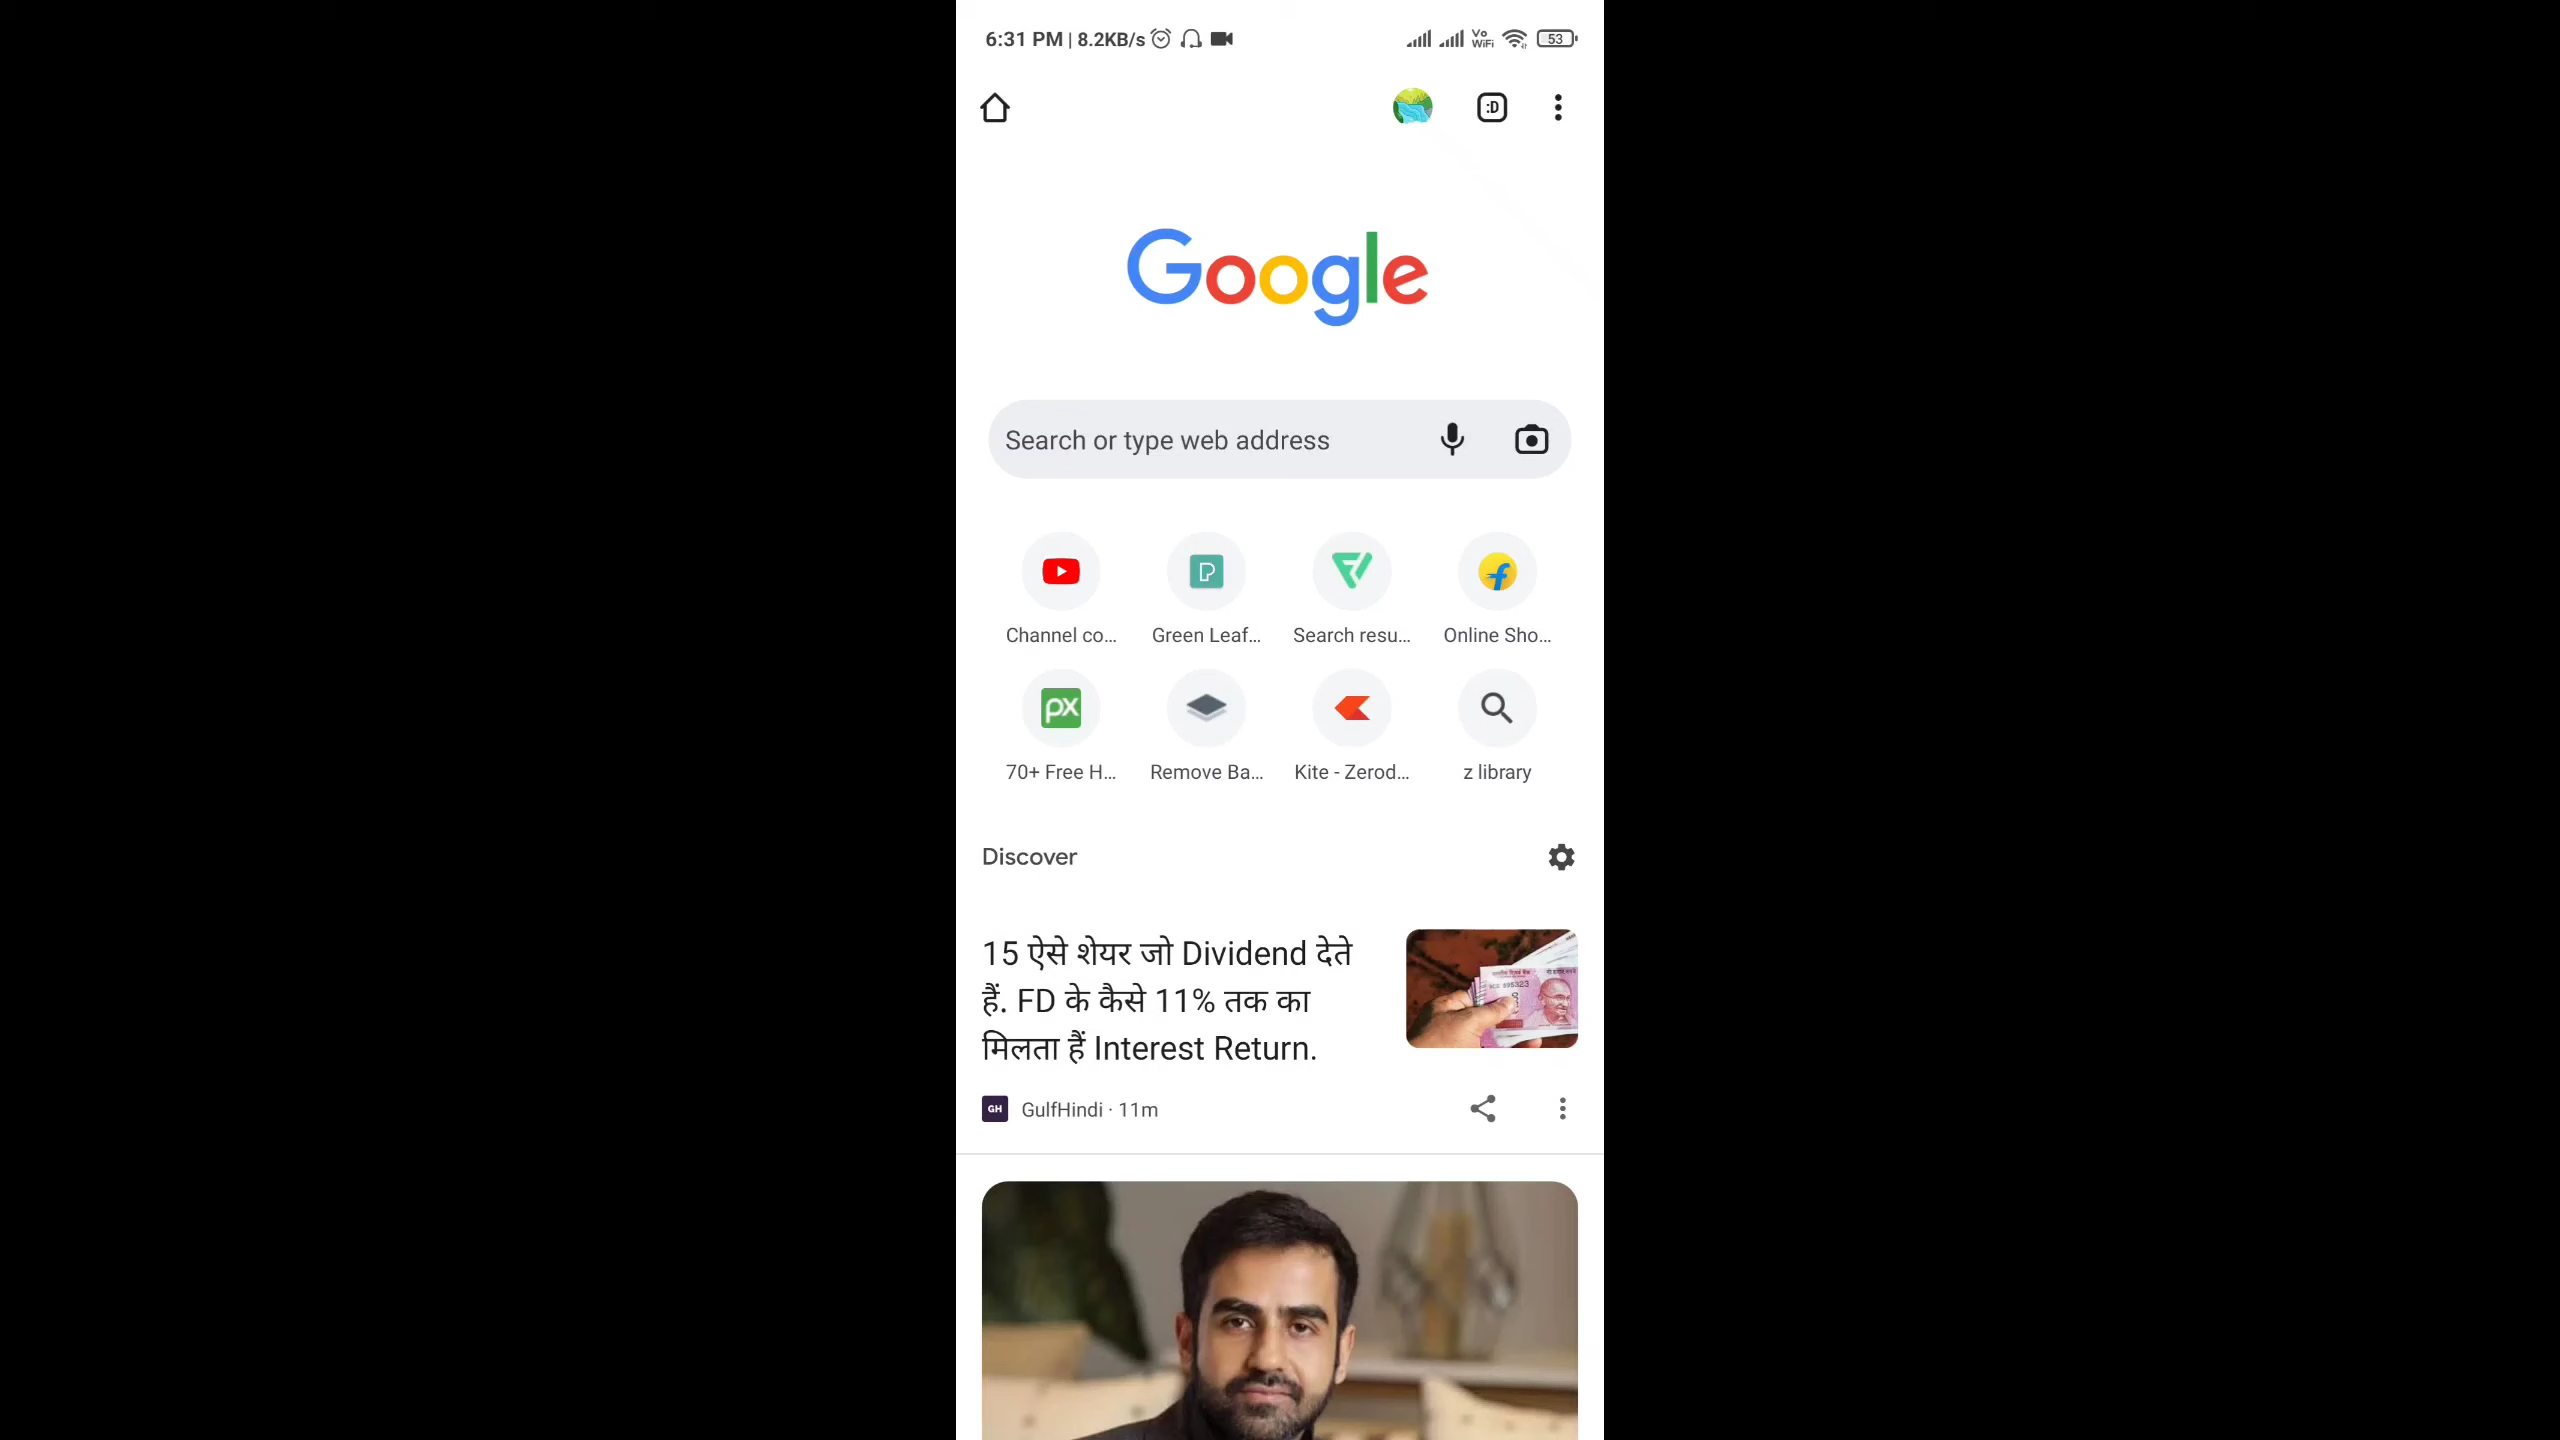 6:31 PM | 8.2KB/s
Vo
WiFi
53
:D
Google
Search or type web address
Channel co...
Green Leaf...
Search resu...
Online Sho...
70+ Free H...
Remove Ba...
Kite - Zerod...
z library
Discover
15 ऐसे शेयर जो Dividend देते
हैं. FD के कैसे 11% तक का
मिलता हैं Interest Return.
GH GulfHindi · 11m